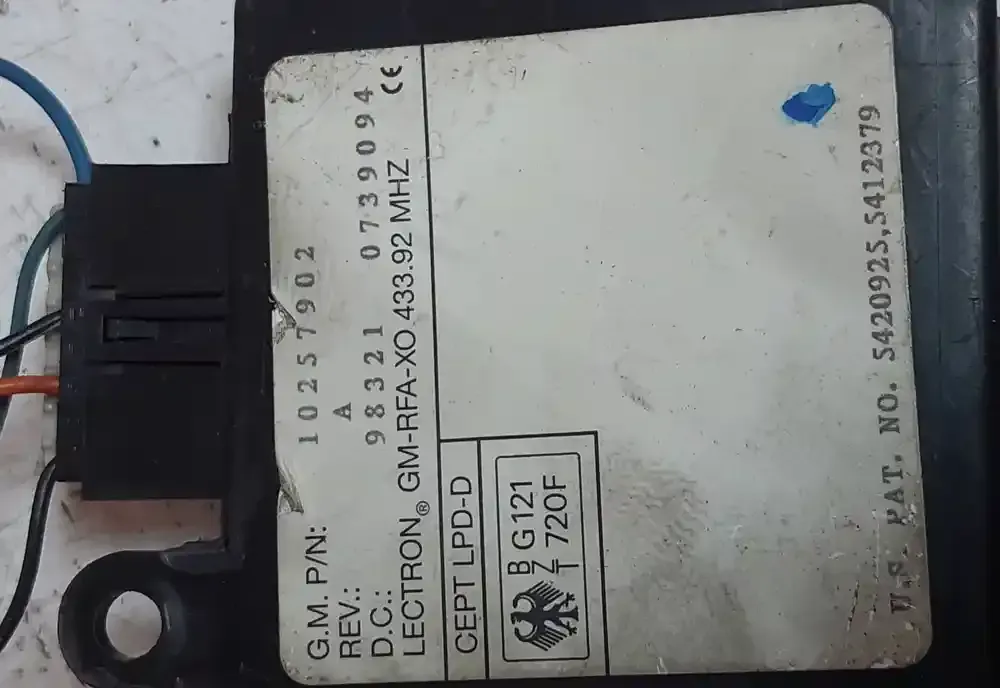 G.M. P/N: 10257902
REV.: A
D.C.: 98321 0739094
LECTRON® GM-RFA-XO 433.92 MHZ CE
CEPT LPD-D
BZT G121
720F
U.S. PAT. NO. 5420925,5412379